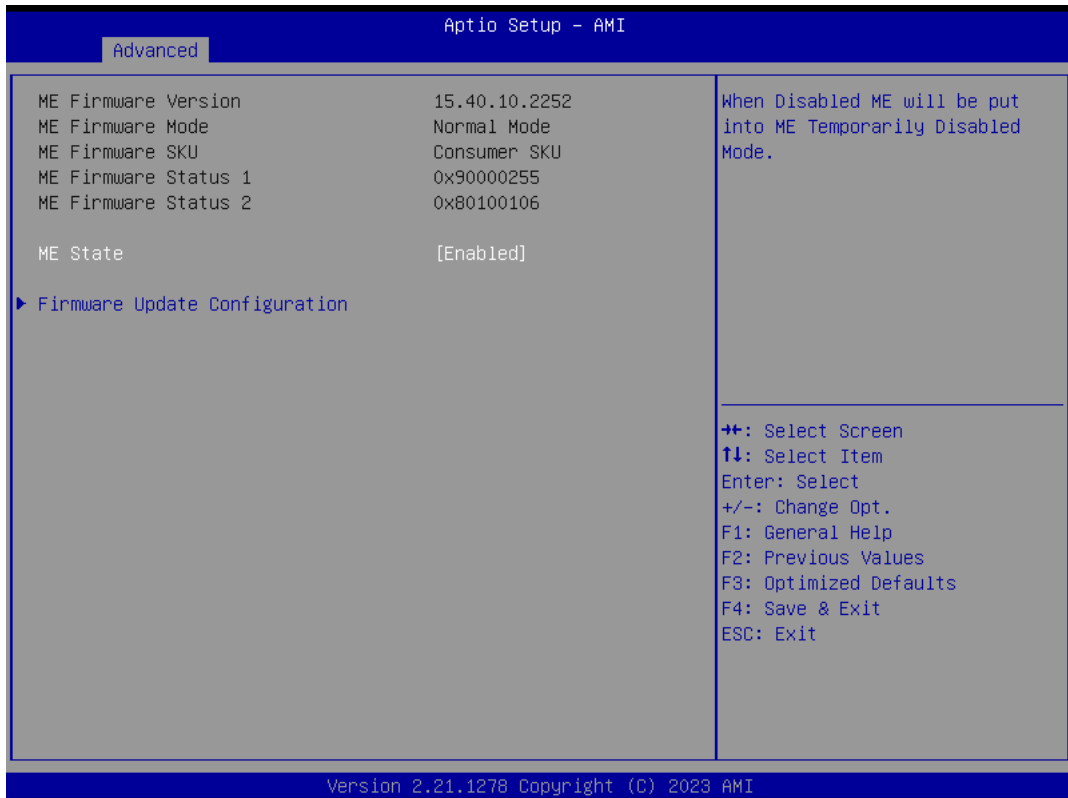 Aptio Setup – AMI
Advanced
ME Firmware Version 15.40.10.2252
ME Firmware Mode Normal Mode
ME Firmware SKU Consumer SKU
ME Firmware Status 1 0x90000255
ME Firmware Status 2 0x80100106
ME State [Enabled]
▶ Firmware Update Configuration
When Disabled ME will be put
into ME Temporarily Disabled
Mode.
→←: Select Screen
↑↓: Select Item
Enter: Select
+/-: Change Opt.
F1: General Help
F2: Previous Values
F3: Optimized Defaults
F4: Save & Exit
ESC: Exit
Version 2.21.1278 Copyright (C) 2023 AMI